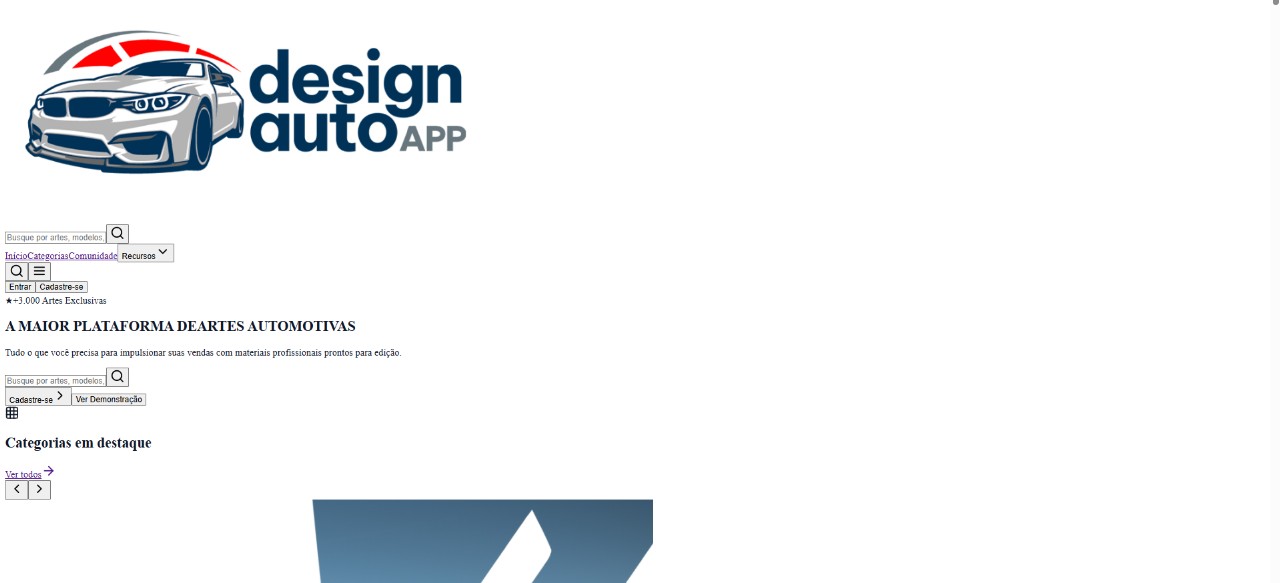 design
auto APP
Busque por artes, modelos,
InícioCategoriasComunidadeRecursos
Entrar Cadastre-se
★+3.000 Artes Exclusivas
A MAIOR PLATAFORMA DEARTES AUTOMOTIVAS
Tudo o que você precisa para impulsionar suas vendas com materiais profissionais prontos para edição.
Busque por artes, modelos,
Cadastre-se Ver Demonstração
Categorias em destaque
Ver todos